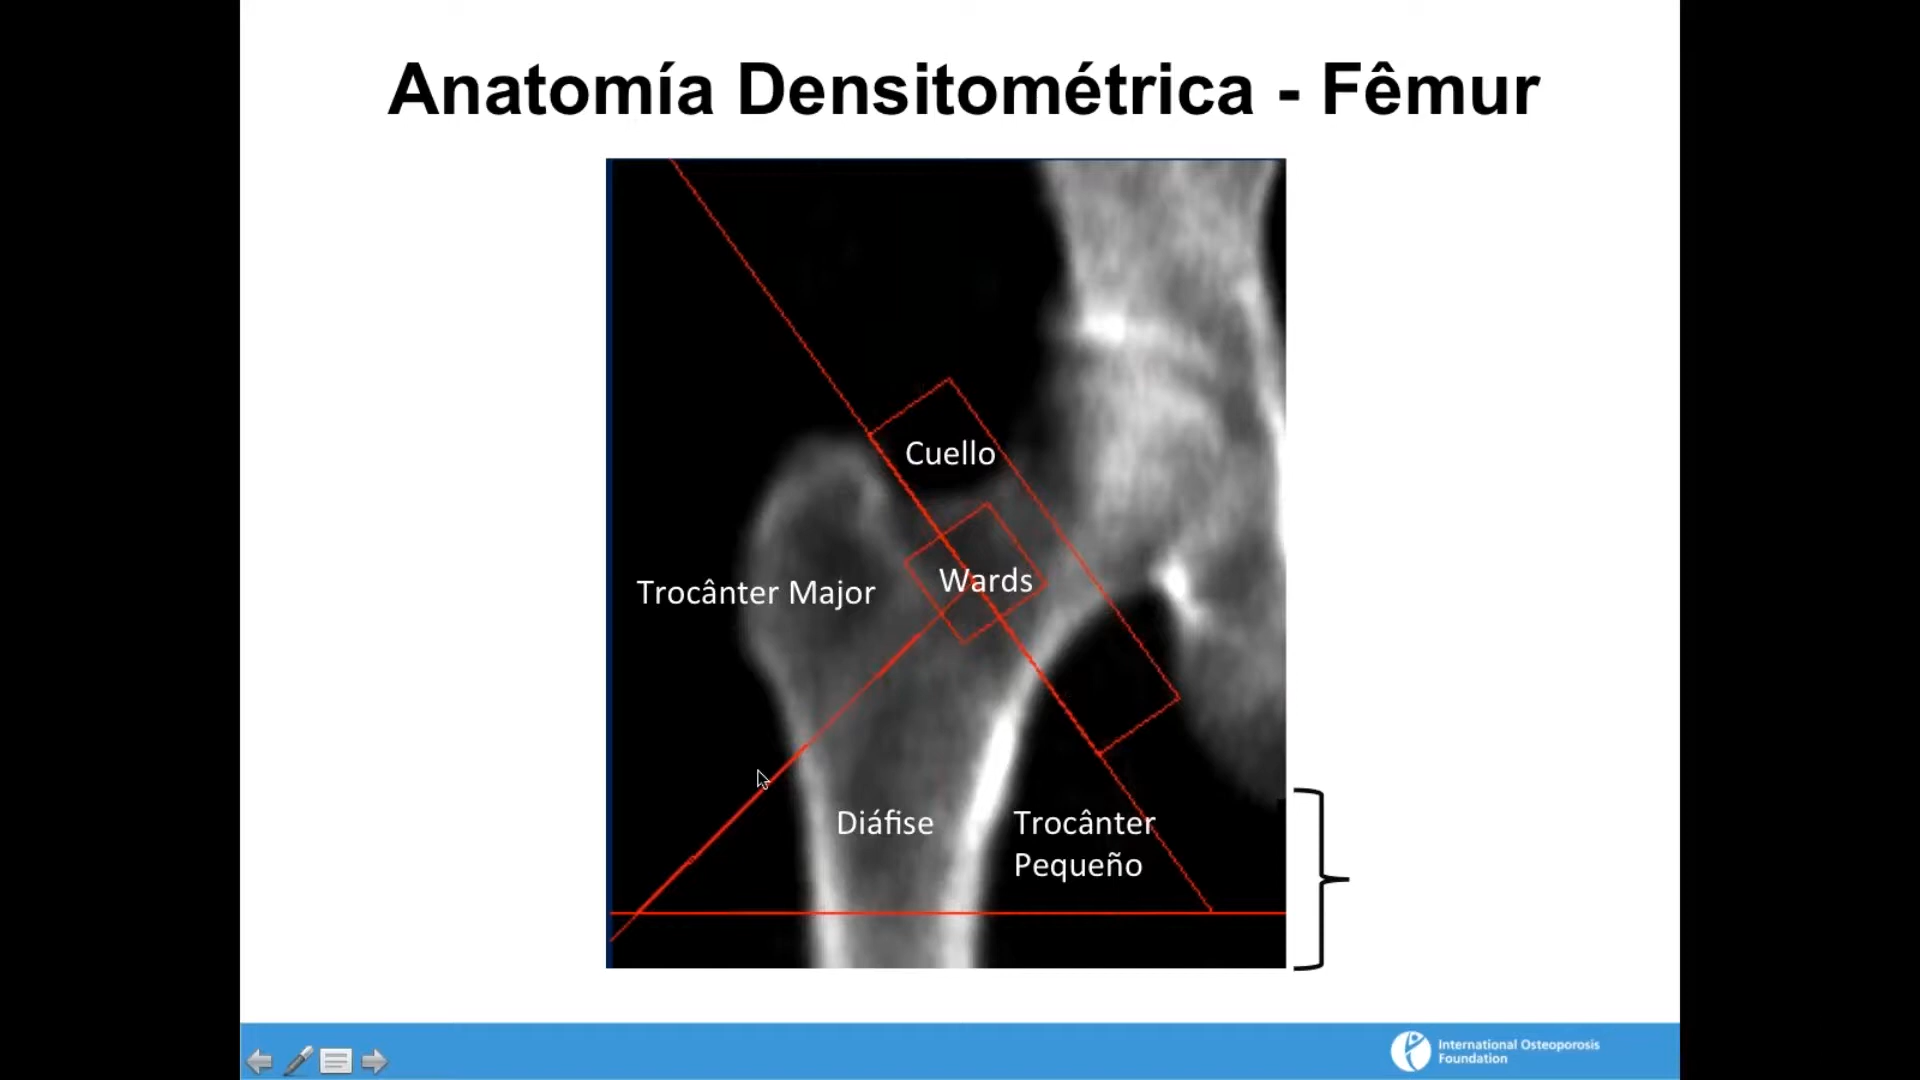 Anatomía Densitométrica - Fêmur
Cuello
Wards
Trocânter Major
Diáfise
Trocânter
Pequeño
International Osteoporosis
Foundation